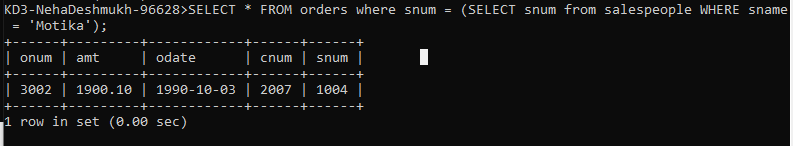 KD3-NehaDeshmukh-96628>SELECT * FROM orders where snum = (SELECT snum from salespeople WHERE sname
 = 'Motika');
+------+---------+------------+------+------+
| onum | amt     | odate      | cnum | snum |
+------+---------+------------+------+------+
| 3002 | 1900.10 | 1990-10-03 | 2007 | 1004 |
+------+---------+------------+------+------+
1 row in set (0.00 sec)